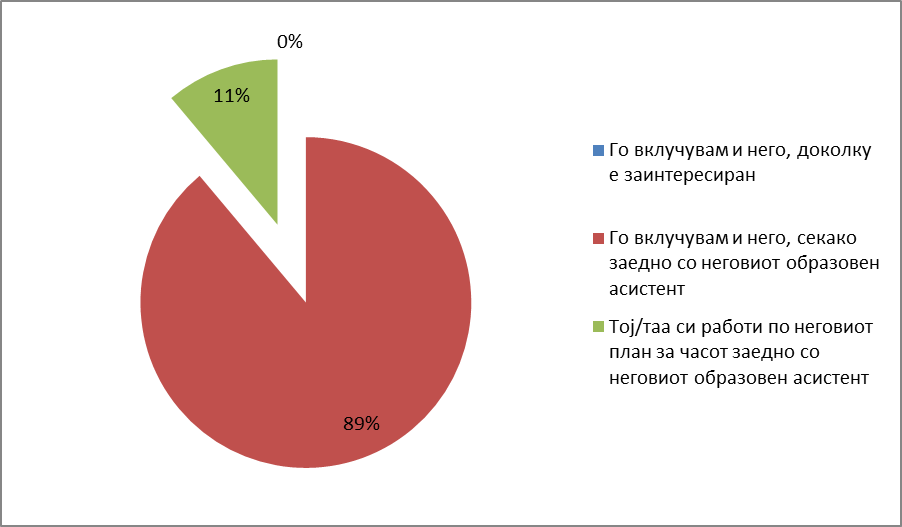 0%
11%
89%
Го вклучувам и него, доколку
е заинтересиран
Го вклучувам и него, секако
заедно со неговиот образовен
асистент
Тој/таа си работи по неговиот
план за часот заедно со
неговиот образовен асистент